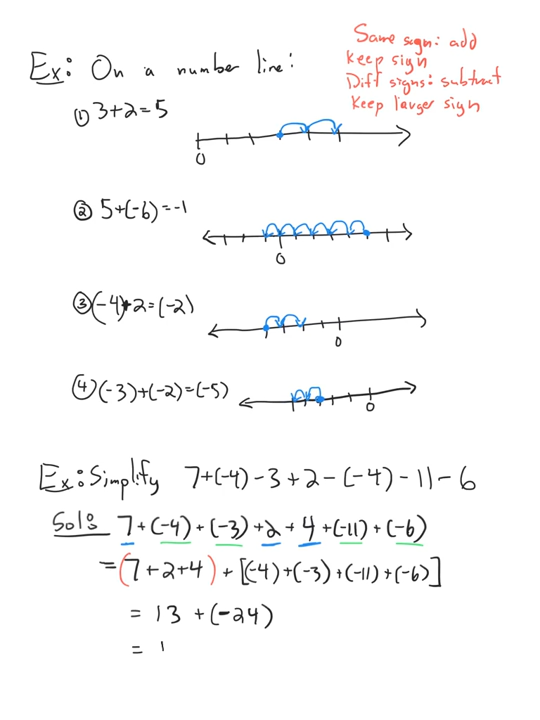 Ex: On a number line:
Same sign: add
Keep sign
Diff signs: subtract
Keep larger sign
① 3+2=5
0
② 5+(-6)=-1
0
③ (-4)+2=(-2)
0
④ (-3)+(-2)=(-5)
0
Ex: Simplify 7+(-4)-3+2-(-4)-11-6
Sol: 7+(-4)+(-3)+2+4+(-11)+(-6)
=(7+2+4)+[(-4)+(-3)+(-11)+(-6)]
= 13 +(-24)
= 1